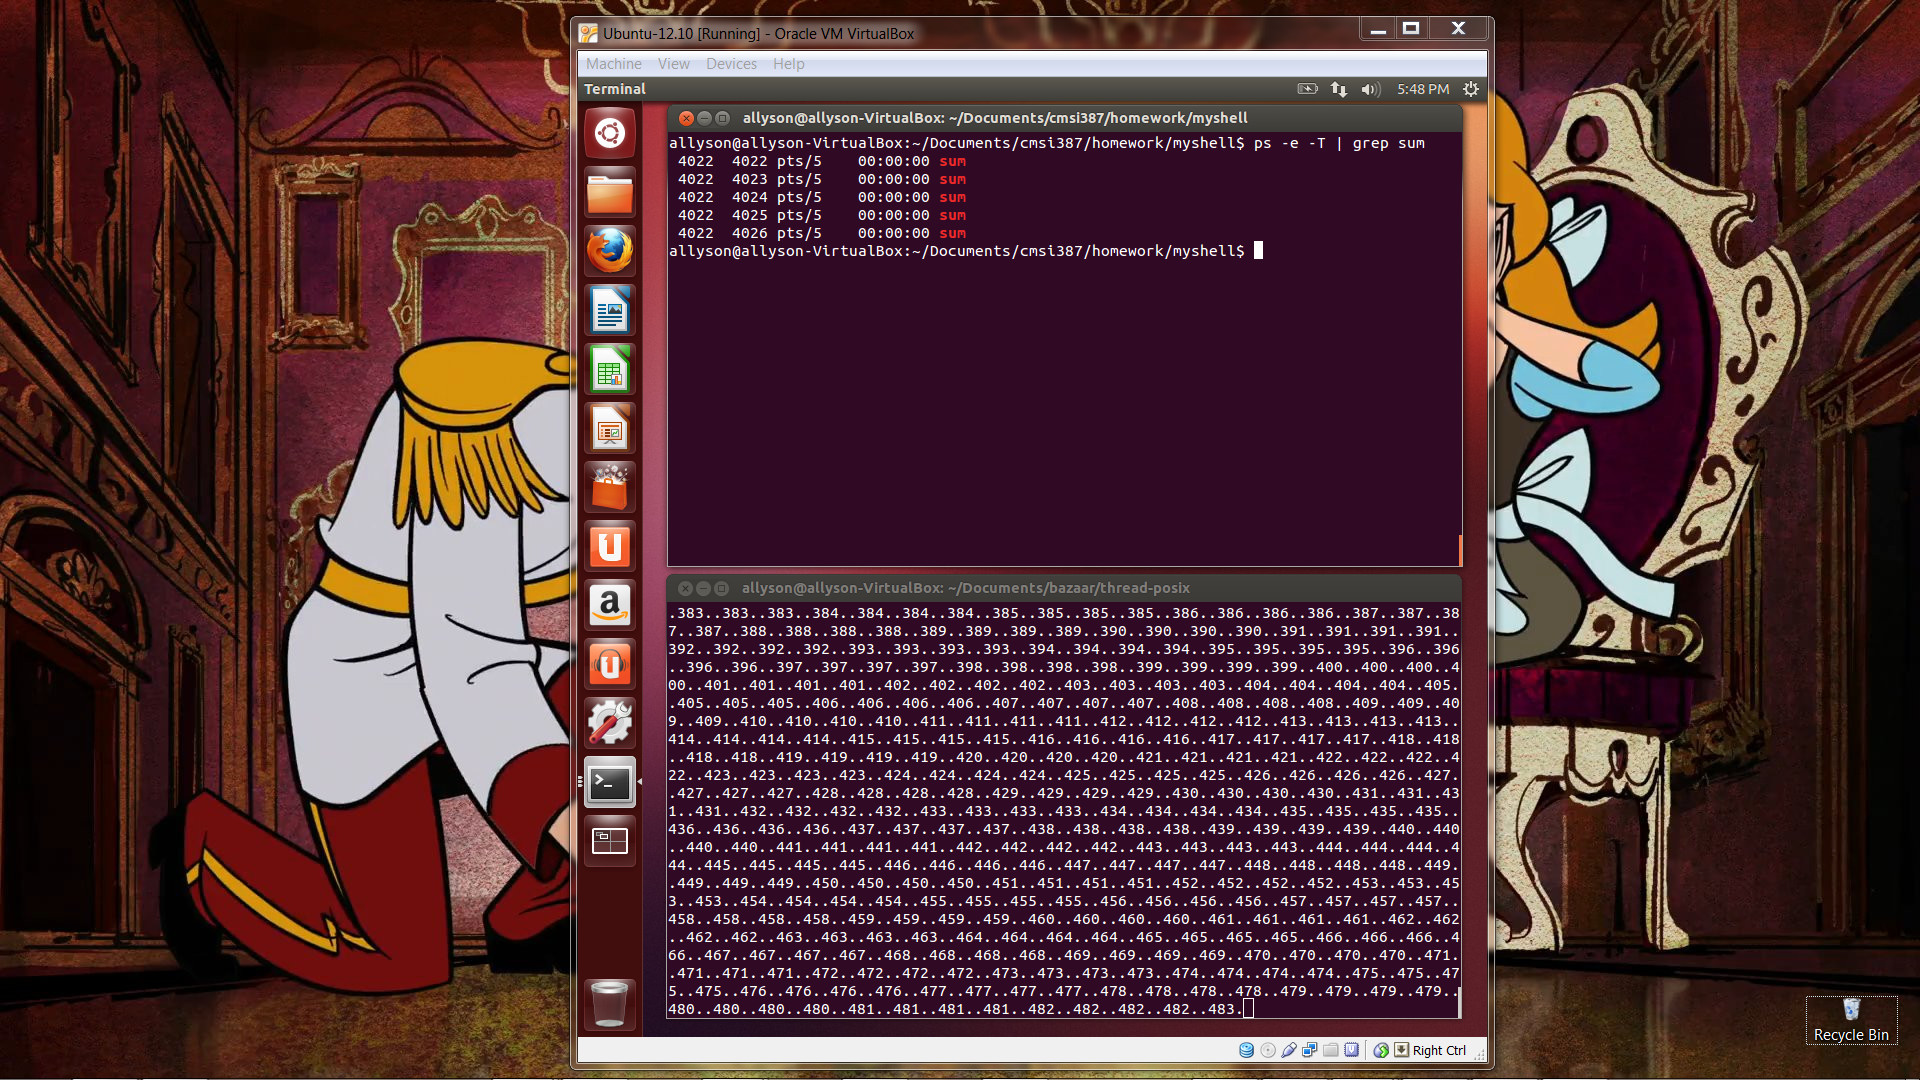 Ubuntu-12.10 [Running] - Oracle VM VirtualBox
Machine View Devices Help
Terminal 5:48 PM
allyson@allyson-VirtualBox: ~/Documents/cmsi387/homework/myshell
allyson@allyson-VirtualBox:~/Documents/cmsi387/homework/myshell$ ps -e -T | grep sum
4022 4022 pts/5 00:00:00 sum
4022 4023 pts/5 00:00:00 sum
4022 4024 pts/5 00:00:00 sum
4022 4025 pts/5 00:00:00 sum
4022 4026 pts/5 00:00:00 sum
allyson@allyson-VirtualBox:~/Documents/cmsi387/homework/myshell$
allyson@allyson-VirtualBox: ~/Documents/bazaar/thread-posix
.383..383..383..384..384..384..384..385..385..385..385..386..386..386..386..387..387..38
7..387..388..388..388..388..389..389..389..389..390..390..390..390..391..391..391..391..
392..392..392..392..393..393..393..393..394..394..394..394..395..395..395..395..396..396
..396..396..397..397..397..397..398..398..398..398..399..399..399..399..400..400..400..4
00..401..401..401..401..402..402..402..402..403..403..403..403..404..404..404..404..405.
.405..405..405..406..406..406..406..407..407..407..407..408..408..408..408..409..409..40
9..409..410..410..410..410..411..411..411..411..412..412..412..412..413..413..413..413..
414..414..414..414..415..415..415..415..416..416..416..416..417..417..417..417..418..418
..418..418..419..419..419..419..420..420..420..420..421..421..421..421..422..422..422..4
22..423..423..423..423..424..424..424..424..425..425..425..425..426..426..426..426..427.
.427..427..427..428..428..428..428..429..429..429..429..430..430..430..430..431..431..43
1..431..432..432..432..432..433..433..433..433..434..434..434..434..435..435..435..435..
436..436..436..436..437..437..437..437..438..438..438..438..439..439..439..439..440..440
..440..440..441..441..441..441..442..442..442..442..443..443..443..443..444..444..444..4
44..445..445..445..445..446..446..446..446..447..447..447..447..448..448..448..448..449.
.449..449..449..450..450..450..450..451..451..451..451..452..452..452..452..453..453..45
3..453..454..454..454..454..455..455..455..455..456..456..456..456..457..457..457..457..
458..458..458..458..459..459..459..459..460..460..460..460..461..461..461..461..462..462
..462..462..463..463..463..463..464..464..464..464..465..465..465..465..466..466..466..4
66..467..467..467..467..468..468..468..468..469..469..469..469..470..470..470..470..471.
.471..471..471..472..472..472..472..473..473..473..473..474..474..474..474..475..475..47
5..475..476..476..476..476..477..477..477..477..478..478..478..478..479..479..479..479..
480..480..480..480..481..481..481..481..482..482..482..482..483.
Right Ctrl
Recycle Bin